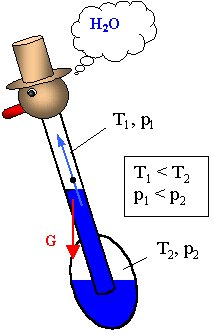 H₂O
T₁, p₁
T₁ < T₂
p₁ < p₂
G
T₂, p₂